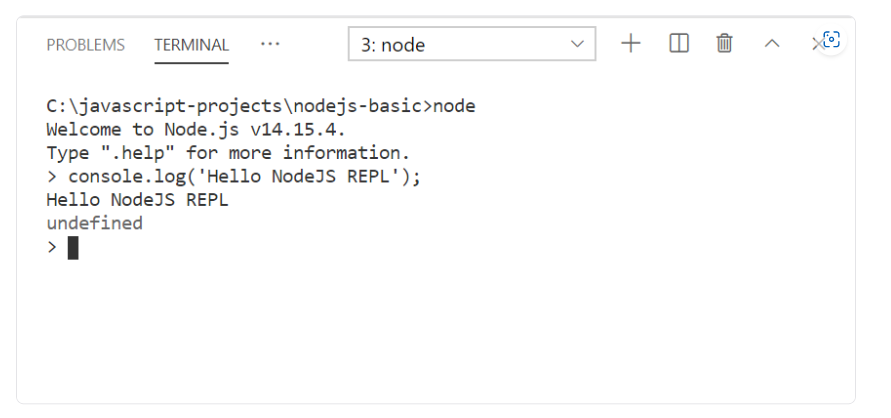 PROBLEMS TERMINAL ··· 3: node
C:\javascript-projects\nodejs-basic>node
Welcome to Node.js v14.15.4.
Type ".help" for more information.
> console.log('Hello NodeJS REPL');
Hello NodeJS REPL
undefined
>